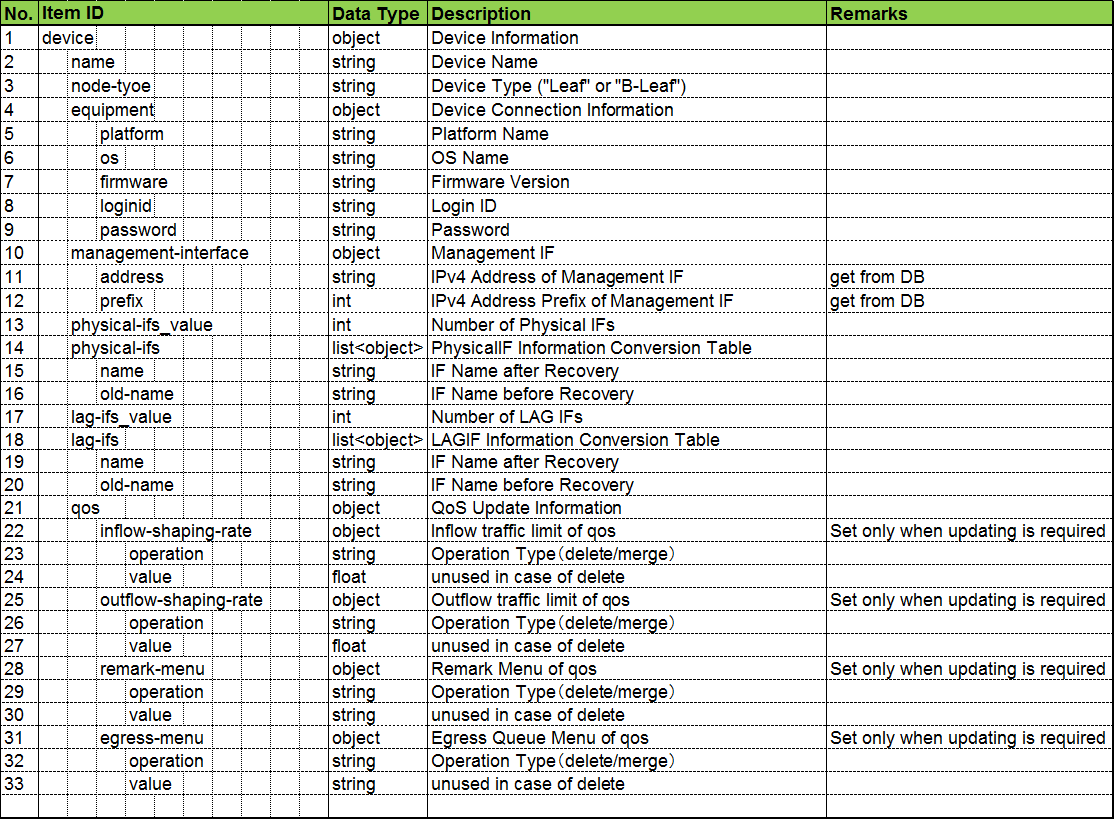 No. Item ID Data Type Description Remarks
1 device object Device Information
2 name string Device Name
3 node-tyoe string Device Type ("Leaf" or "B-Leaf")
4 equipment object Device Connection Information
5 platform string Platform Name
6 os string OS Name
7 firmware string Firmware Version
8 loginid string Login ID
9 password string Password
10 management-interface object Management IF
11 address string IPv4 Address of Management IF get from DB
12 prefix int IPv4 Address Prefix of Management IF get from DB
13 physical-ifs_value int Number of Physical IFs
14 physical-ifs list<object> PhysicalIF Information Conversion Table
15 name string IF Name after Recovery
16 old-name string IF Name before Recovery
17 lag-ifs_value int Number of LAG IFs
18 lag-ifs list<object> LAGIF Information Conversion Table
19 name string IF Name after Recovery
20 old-name string IF Name before Recovery
21 qos object QoS Update Information
22 inflow-shaping-rate object Inflow traffic limit of qos Set only when updating is required
23 operation string Operation Type（delete/merge）
24 value float unused in case of delete
25 outflow-shaping-rate object Outflow traffic limit of qos Set only when updating is required
26 operation string Operation Type（delete/merge）
27 value float unused in case of delete
28 remark-menu object Remark Menu of qos Set only when updating is required
29 operation string Operation Type（delete/merge）
30 value string unused in case of delete
31 egress-menu object Egress Queue Menu of qos Set only when updating is required
32 operation string Operation Type（delete/merge）
33 value string unused in case of delete